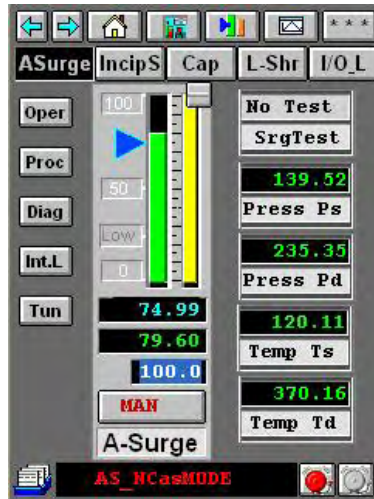 * * *
ASurge IncipS Cap L-Shr I/O_L
Oper
Proc
Diag
Int.L
Tun
100
50
Low
0
74.99
79.60
100.0
MAN
A-Surge
No Test
SrgTest
139.52
Press Ps
235.35
Press Pd
120.11
Temp Ts
370.16
Temp Td
AS_NCasMODE